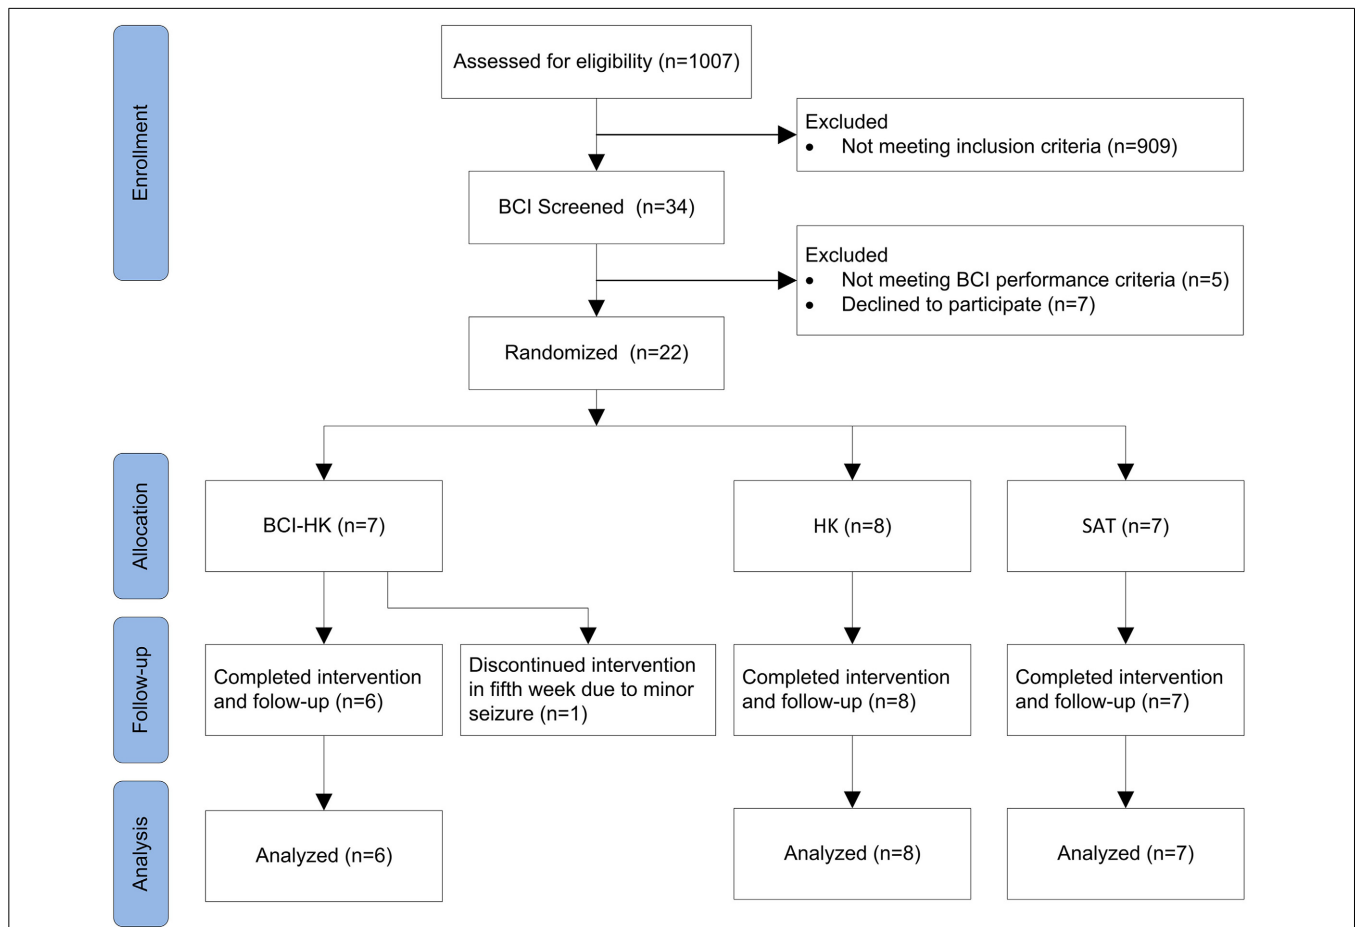 Enrollment
Assessed for eligibility (n=1007)
Excluded
• Not meeting inclusion criteria (n=909)
BCI Screened (n=34)
Excluded
• Not meeting BCI performance criteria (n=5)
• Declined to participate (n=7)
Randomized (n=22)
Allocation
BCI-HK (n=7)
HK (n=8)
SAT (n=7)
Follow-up
Completed intervention
and folow-up (n=6)
Discontinued intervention
in fifth week due to minor
seizure (n=1)
Completed intervention
and follow-up (n=8)
Completed intervention
and follow-up (n=7)
Analysis
Analyzed (n=6)
Analyzed (n=8)
Analyzed (n=7)